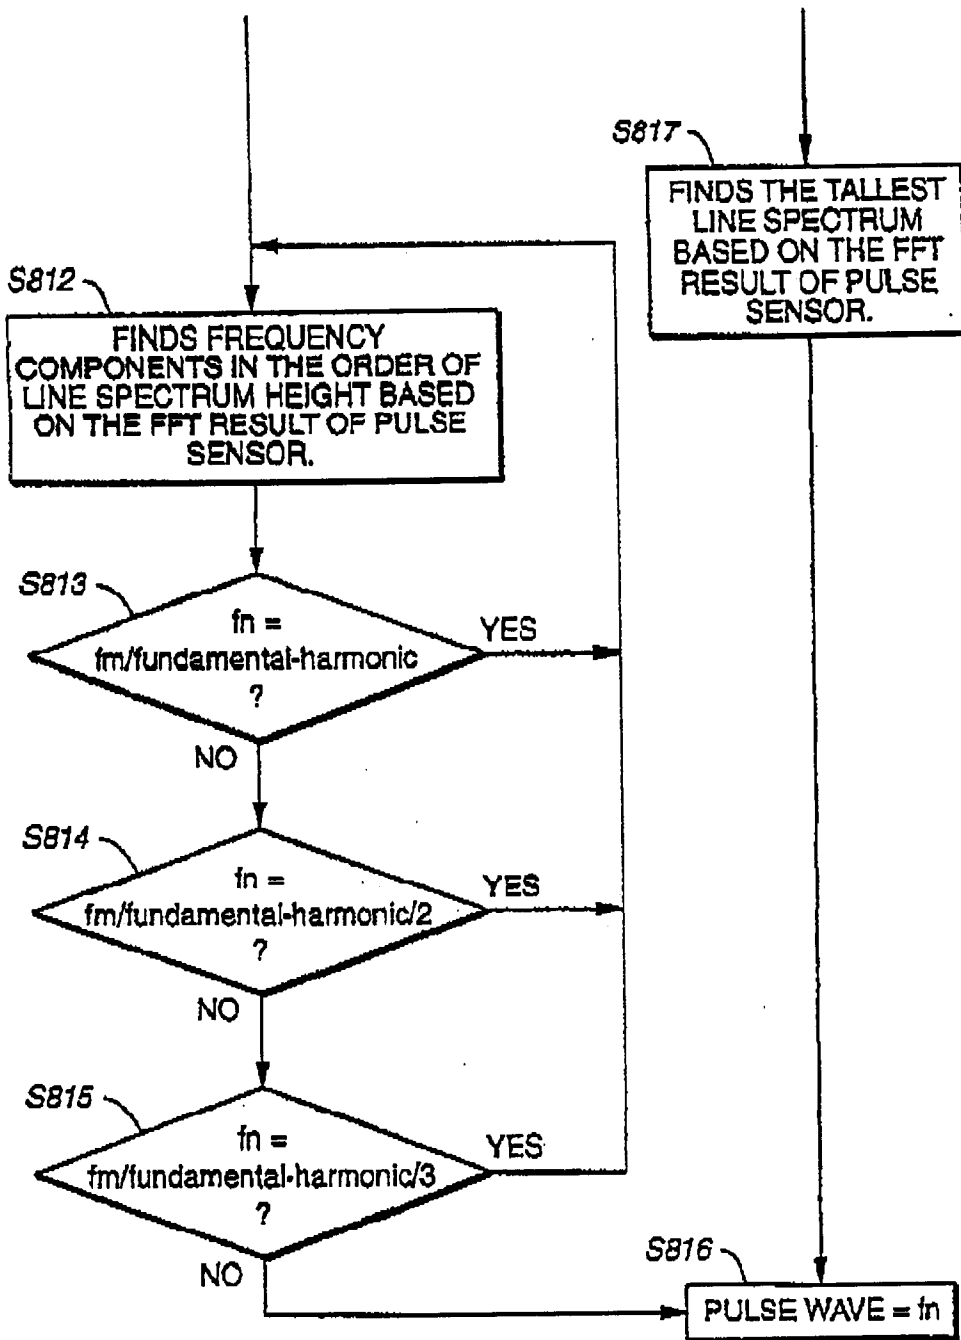 S817
FINDS THE TALLEST
LINE SPECTRUM
BASED ON THE FFT
RESULT OF PULSE
SENSOR.
S812
FINDS FREQUENCY
COMPONENTS IN THE ORDER OF
LINE SPECTRUM HEIGHT BASED
ON THE FFT RESULT OF PULSE
SENSOR.
S813
fn =
fm/fundamental-harmonic
?
YES
NO
S814
fn =
fm/fundamental-harmonic/2
?
YES
NO
S815
fn =
fm/fundamental-harmonic/3
?
YES
NO
S816
PULSE WAVE = fn